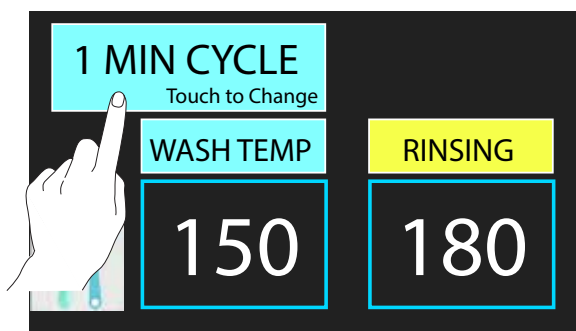 1 MIN CYCLE
Touch to Change
WASH TEMP
RINSING
150
180